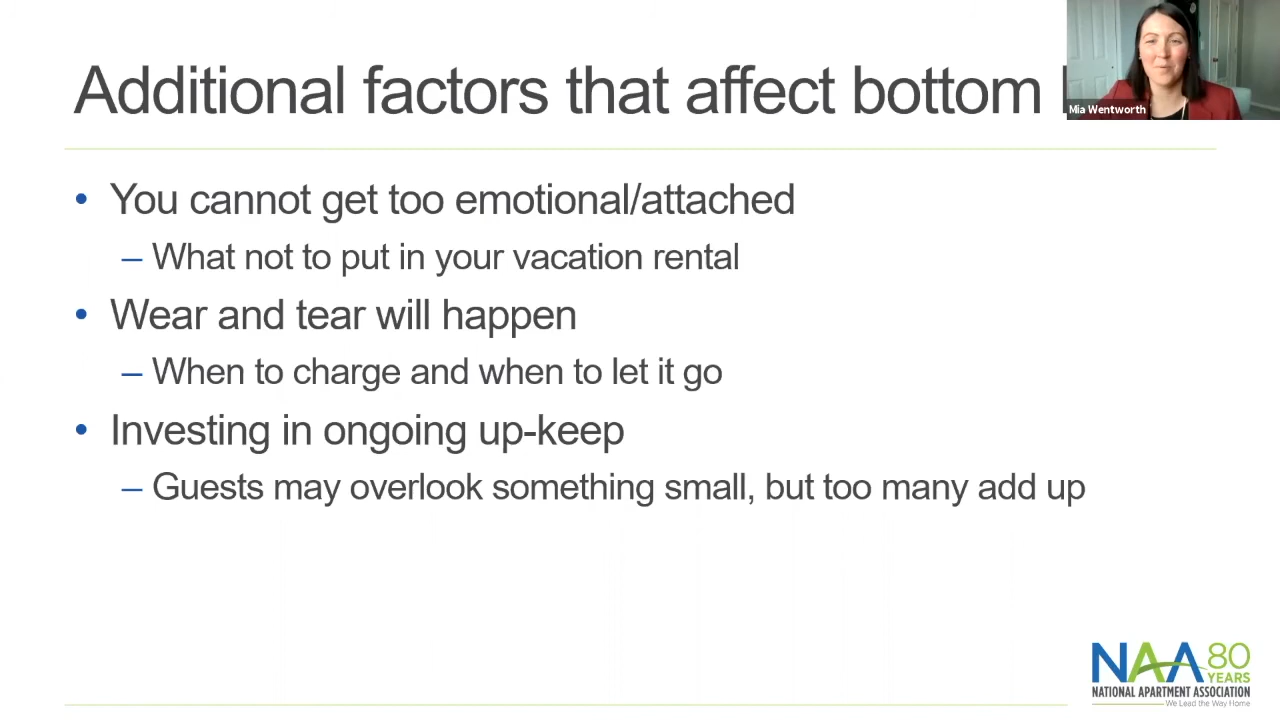 Additional factors that affect bottom
Mia Wentworth
• You cannot get too emotional/attached
– What not to put in your vacation rental
• Wear and tear will happen
– When to charge and when to let it go
• Investing in ongoing up-keep
– Guests may overlook something small, but too many add up
NAA 80
YEARS
NATIONAL APARTMENT ASSOCIATION
We Lead the Way Home